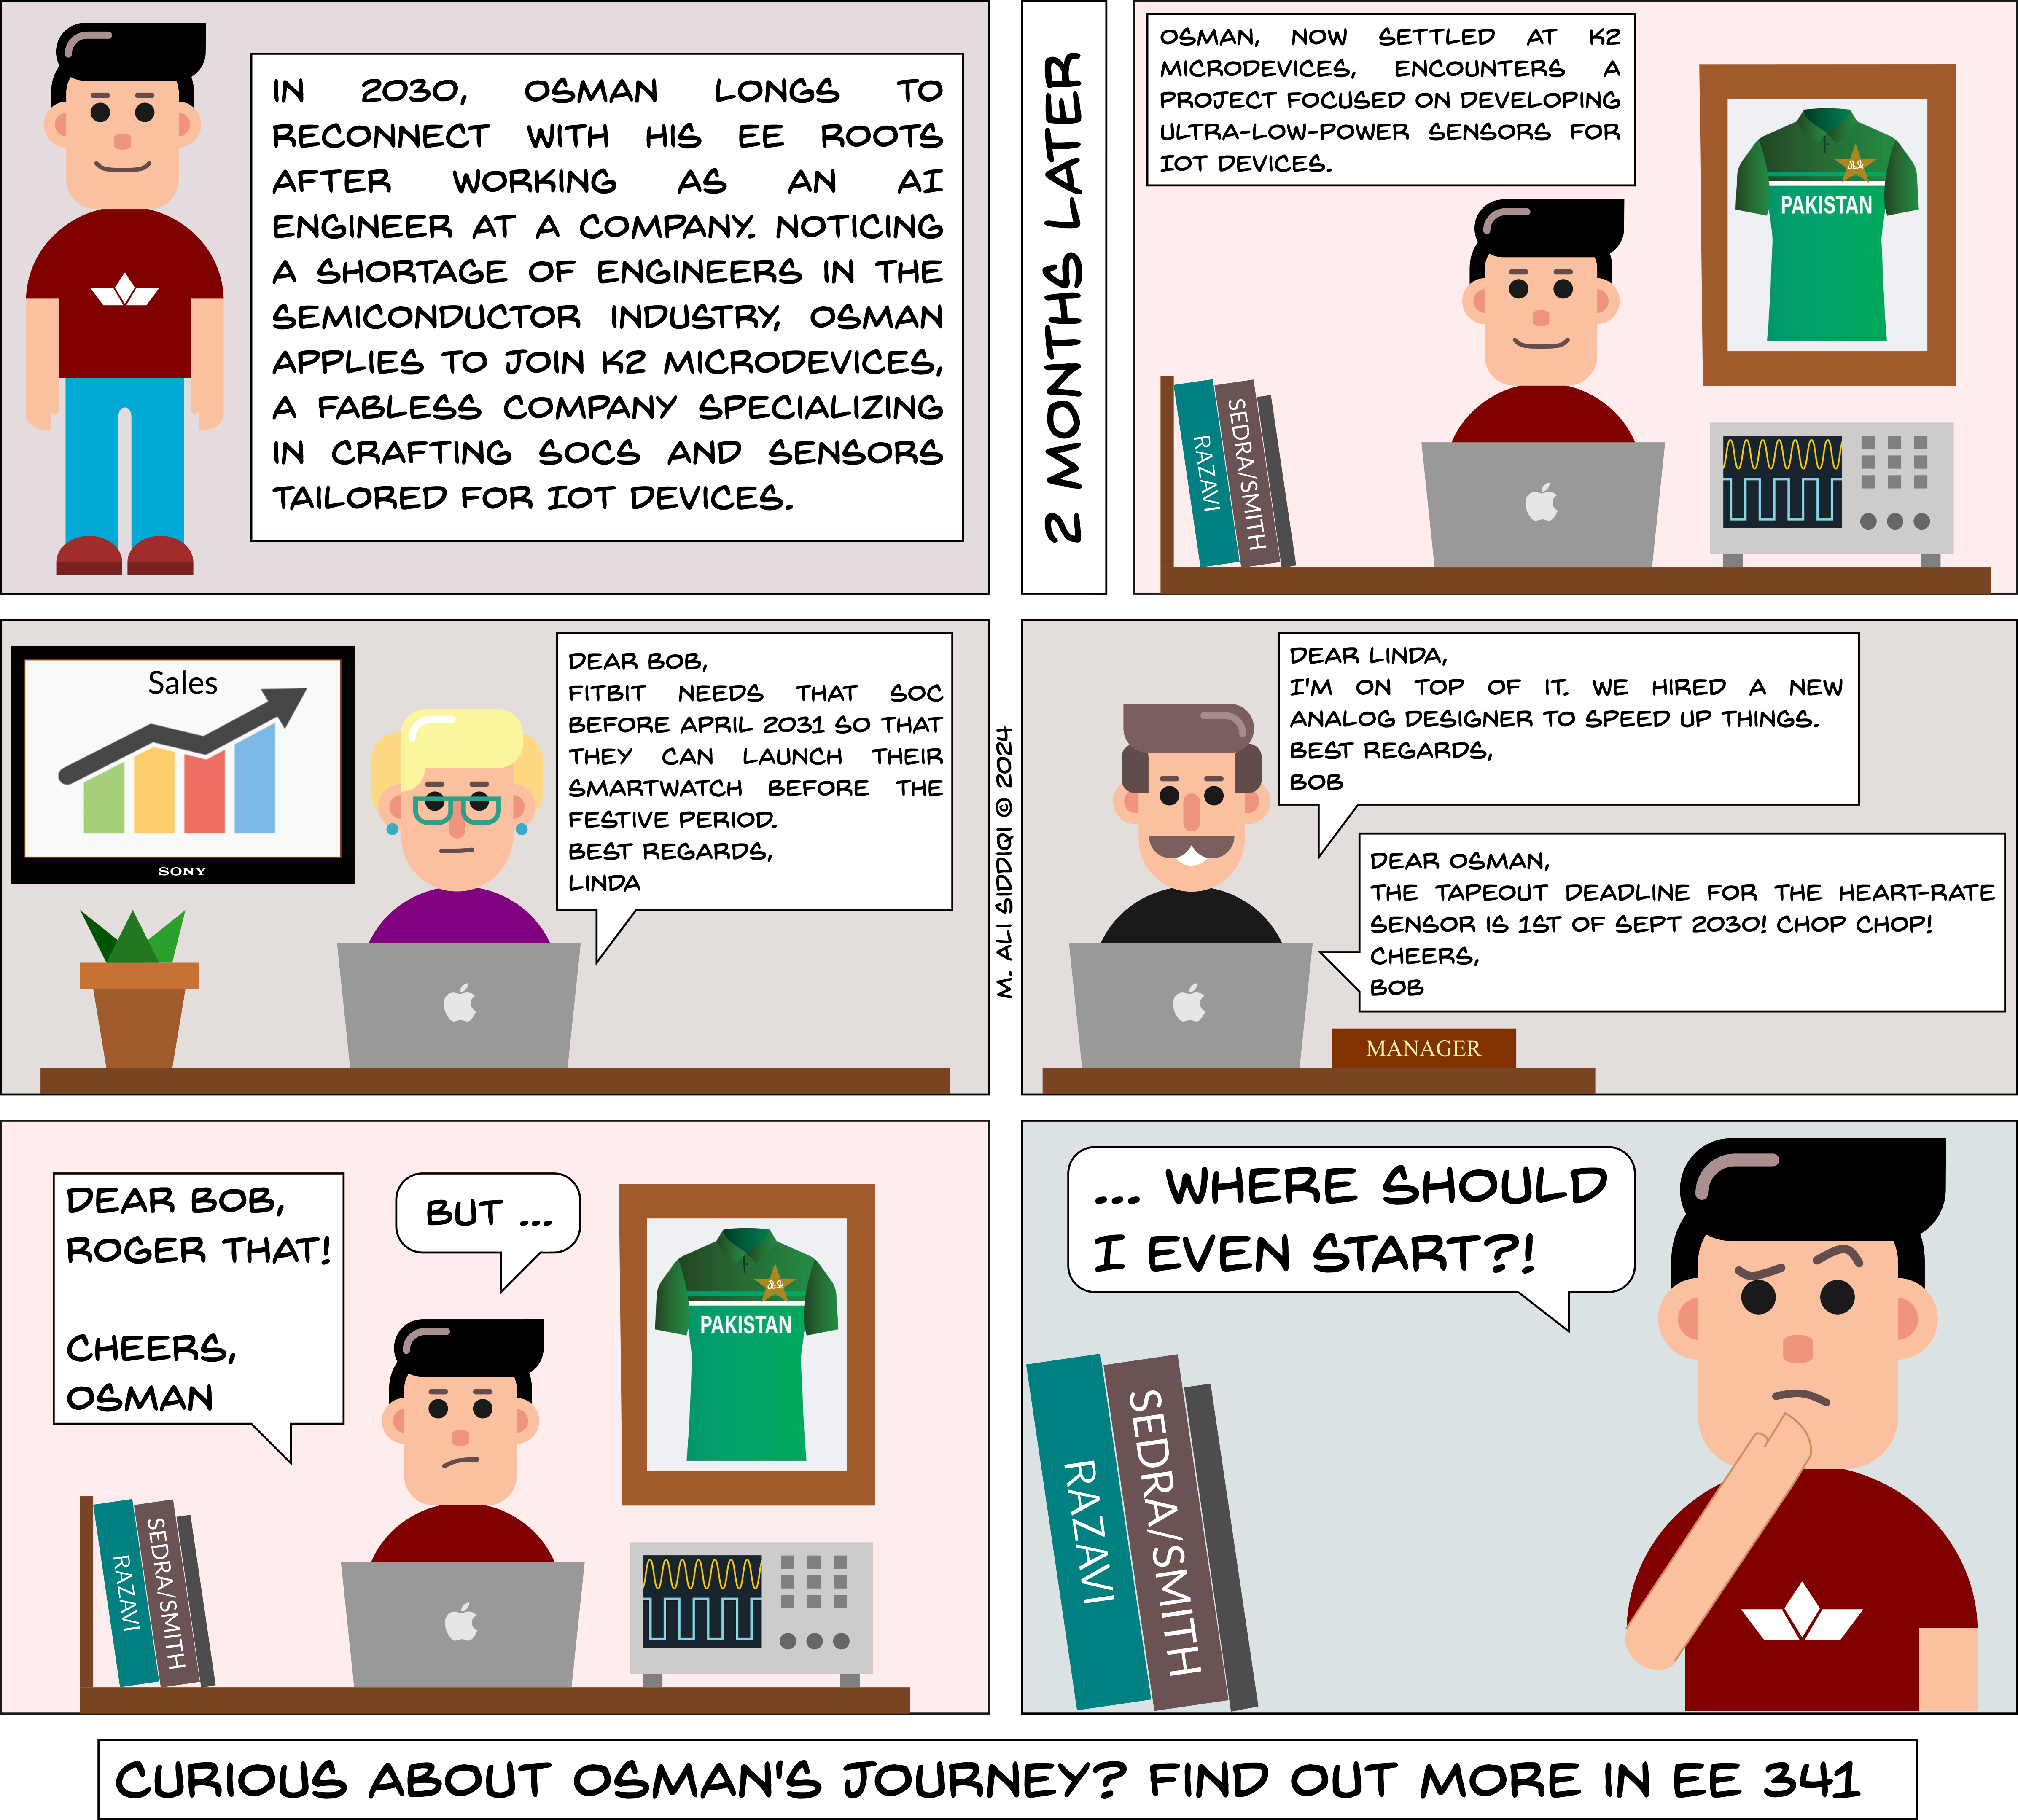 IN 2030, OSMAN LONGS TO
RECONNECT WITH HIS EE ROOTS
AFTER WORKING AS AN AI
ENGINEER AT A COMPANY. NOTICING
A SHORTAGE OF ENGINEERS IN THE
SEMICONDUCTOR INDUSTRY, OSMAN
APPLIES TO JOIN K2 MICRODEVICES,
A FABLESS COMPANY SPECIALIZING
IN CRAFTING SOCS AND SENSORS
TAILORED FOR IOT DEVICES.
2 MONTHS LATER
OSMAN, NOW SETTLED AT K2
MICRODEVICES, ENCOUNTERS A
PROJECT FOCUSED ON DEVELOPING
ULTRA-LOW-POWER SENSORS FOR
IOT DEVICES.
PAKISTAN
RAZAVI
SEDRA/SMITH
Sales
SONY
DEAR BOB,
FITBIT NEEDS THAT SOC
BEFORE APRIL 2031 SO THAT
THEY CAN LAUNCH THEIR
SMARTWATCH BEFORE THE
FESTIVE PERIOD.
BEST REGARDS,
LINDA
M. ALI SIDDIQI © 2024
DEAR LINDA,
I'M ON TOP OF IT. WE HIRED A NEW
ANALOG DESIGNER TO SPEED UP THINGS.
BEST REGARDS,
BOB
DEAR OSMAN,
THE TAPEOUT DEADLINE FOR THE HEART-RATE
SENSOR IS 1ST OF SEPT 2030! CHOP CHOP!
CHEERS,
BOB
MANAGER
DEAR BOB,
ROGER THAT!
CHEERS,
OSMAN
BUT ...
PAKISTAN
RAZAVI
SEDRA/SMITH
... WHERE SHOULD
I EVEN START?!
RAZAVI
SEDRA/SMITH
CURIOUS ABOUT OSMAN'S JOURNEY? FIND OUT MORE IN EE 341